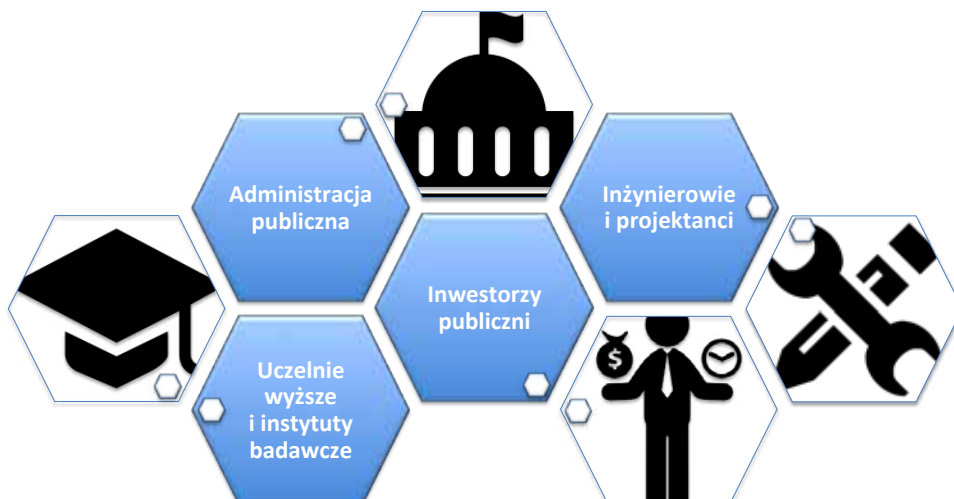 Administracja
publiczna
Inżynierowie
i projektanci
Inwestorzy
publiczni
Uczelnie
wyższe
i instytuty
badawcze
$